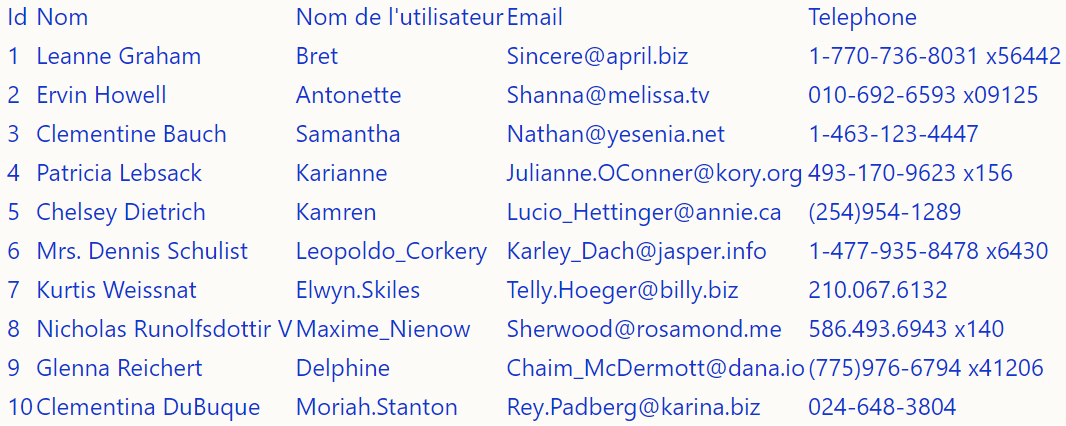 Id Nom Nom de l'utilisateur Email Telephone
1 Leanne Graham Bret Sincere@april.biz 1-770-736-8031 x56442
2 Ervin Howell Antonette Shanna@melissa.tv 010-692-6593 x09125
3 Clementine Bauch Samantha Nathan@yesenia.net 1-463-123-4447
4 Patricia Lebsack Karianne Julianne.OConner@kory.org 493-170-9623 x156
5 Chelsey Dietrich Kamren Lucio_Hettinger@annie.ca (254)954-1289
6 Mrs. Dennis Schulist Leopoldo_Corkery Karley_Dach@jasper.info 1-477-935-8478 x6430
7 Kurtis Weissnat Elwyn.Skiles Telly.Hoeger@billy.biz 210.067.6132
8 Nicholas Runolfsdottir V Maxime_Nienow Sherwood@rosamond.me 586.493.6943 x140
9 Glenna Reichert Delphine Chaim_McDermott@dana.io (775)976-6794 x41206
10 Clementina DuBuque Moriah.Stanton Rey.Padberg@karina.biz 024-648-3804